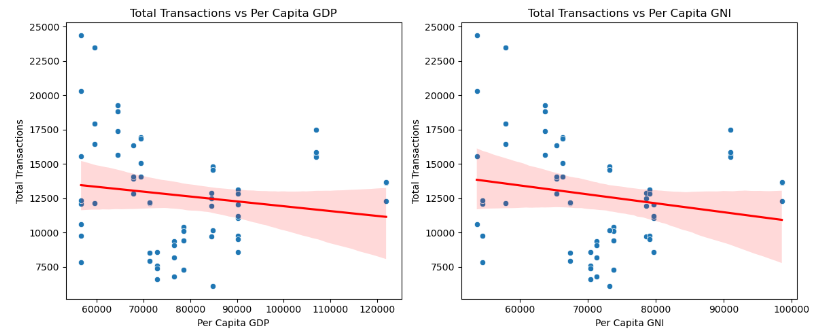 Total Transactions vs Per Capita GDP
Total Transactions
25000
22500
20000
17500
15000
12500
10000
7500
60000 70000 80000 90000 100000 110000 120000
Per Capita GDP
Total Transactions vs Per Capita GNI
Total Transactions
25000
22500
20000
17500
15000
12500
10000
7500
60000 70000 80000 90000 100000
Per Capita GNI